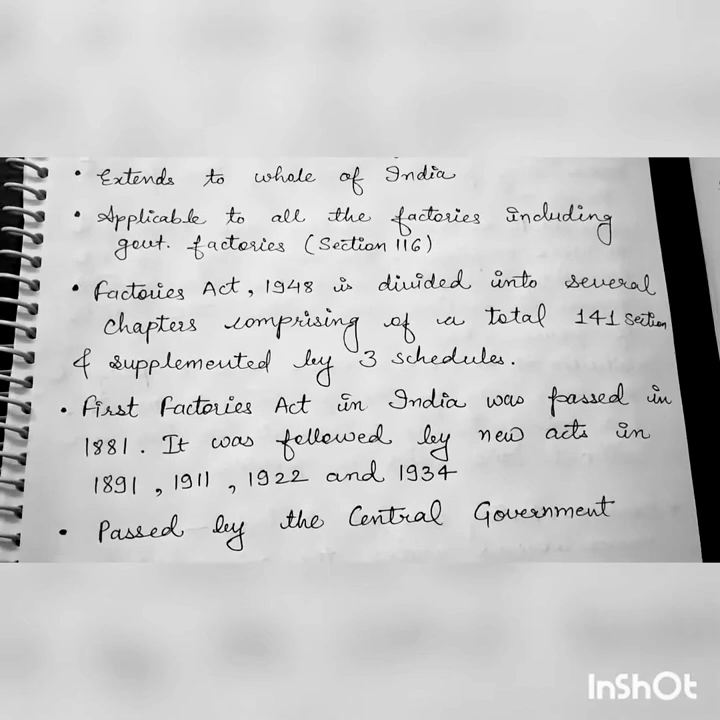 • Extends to whole of India
• Applicable to all the factories including
govt. factories (Section 116)
• Factories Act, 1948 is divided into several
chapters comprising of a total 141 section
& supplemented by 3 schedules.
• First Factories Act in India was passed in
1881. It was followed by new acts in
1891, 1911, 1922 and 1934
• Passed by the Central Government
InShOt